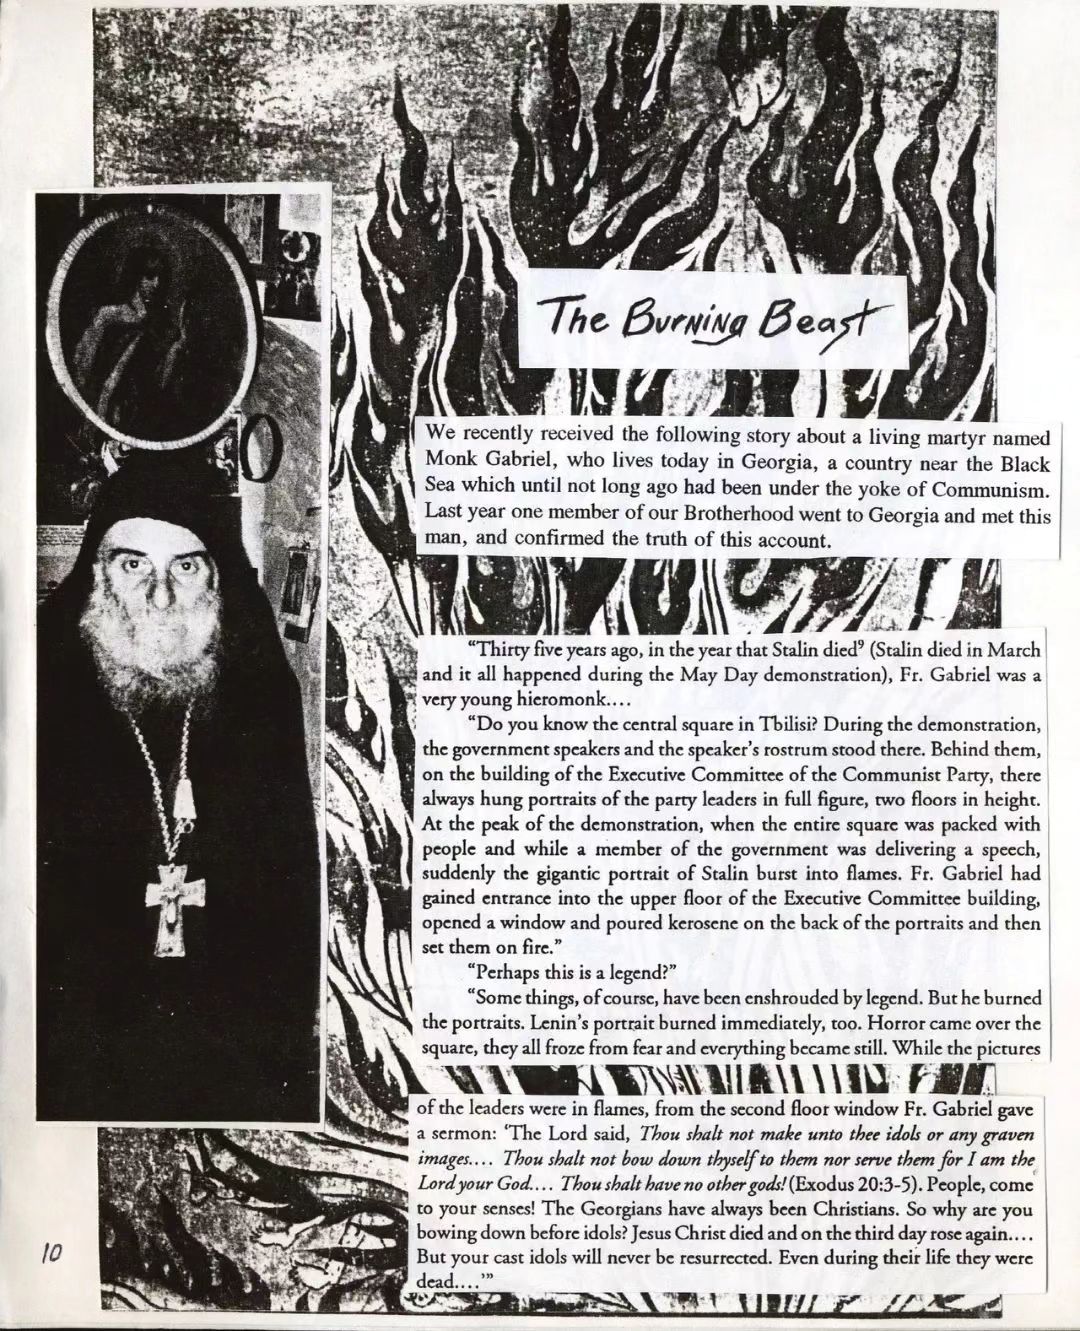 The Burning Beast
We recently received the following story about a living martyr named
Monk Gabriel, who lives today in Georgia, a country near the Black
Sea which until not long ago had been under the yoke of Communism.
Last year one member of our Brotherhood went to Georgia and met this
man, and confirmed the truth of this account.
“Thirty five years ago, in the year that Stalin died⁹ (Stalin died in March
and it all happened during the May Day demonstration), Fr. Gabriel was a
very young hieromonk....
“Do you know the central square in Tbilisi? During the demonstration,
the government speakers and the speaker’s rostrum stood there. Behind them,
on the building of the Executive Committee of the Communist Party, there
always hung portraits of the party leaders in full figure, two floors in height.
At the peak of the demonstration, when the entire square was packed with
people and while a member of the government was delivering a speech,
suddenly the gigantic portrait of Stalin burst into flames. Fr. Gabriel had
gained entrance into the upper floor of the Executive Committee building,
opened a window and poured kerosene on the back of the portraits and then
set them on fire.”
“Perhaps this is a legend?”
“Some things, of course, have been enshrouded by legend. But he burned
the portraits. Lenin’s portrait burned immediately, too. Horror came over the
square, they all froze from fear and everything became still. While the pictures
of the leaders were in flames, from the second floor window Fr. Gabriel gave
a sermon: ‘The Lord said, Thou shalt not make unto thee idols or any graven
images.... Thou shalt not bow down thyself to them nor serve them for I am the
Lord your God.... Thou shalt have no other gods! (Exodus 20:3-5). People, come
to your senses! The Georgians have always been Christians. So why are you
bowing down before idols? Jesus Christ died and on the third day rose again....
But your cast idols will never be resurrected. Even during their life they were
dead....’”
10